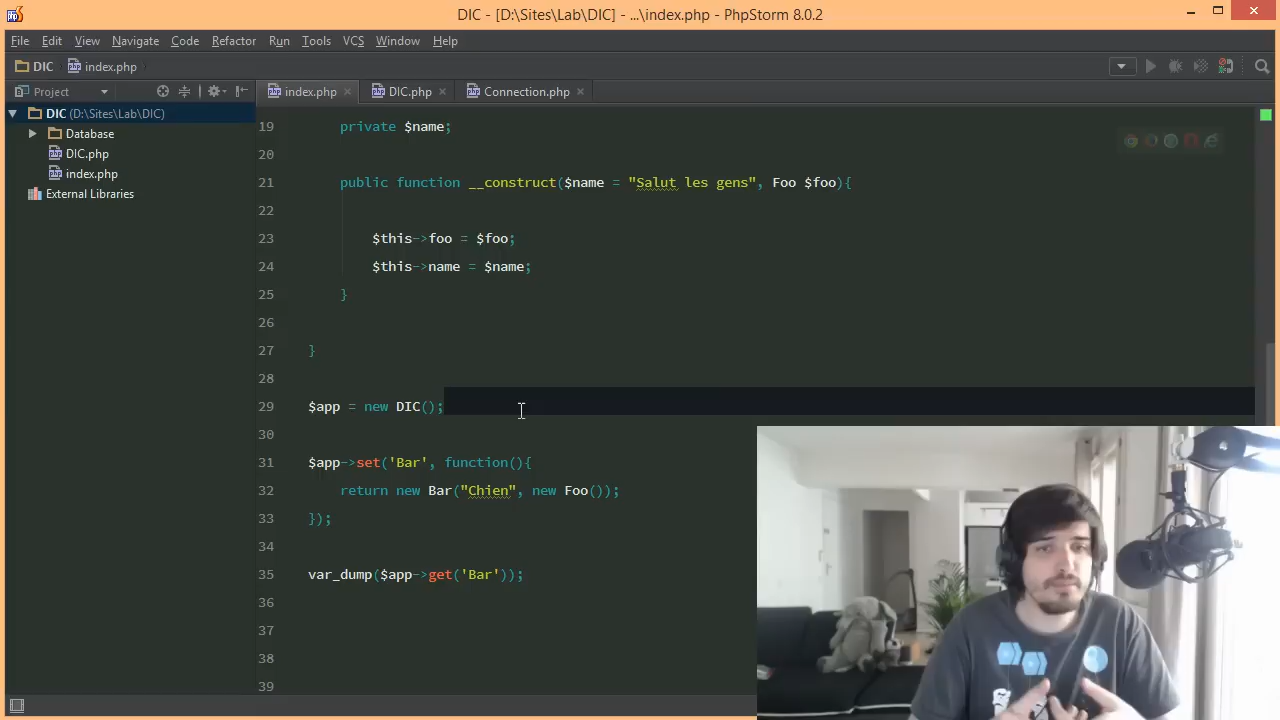 DIC - [D:\Sites\Lab\DIC] - ...\index.php - PhpStorm 8.0.2
File Edit View Navigate Code Refactor Run Tools VCS Window Help
DIC index.php
Project
index.php DIC.php Connection.php
DIC (D:\Sites\Lab\DIC)
Database
DIC.php
index.php
External Libraries
19 private $name;
20
21 public function __construct($name = "Salut les gens", Foo $foo){
22
23 $this->foo = $foo;
24 $this->name = $name;
25 }
26
27 }
28
29 $app = new DIC();
30
31 $app->set('Bar', function(){
32 return new Bar("Chien", new Foo());
33 });
34
35 var_dump($app->get('Bar'));
36
37
38
39